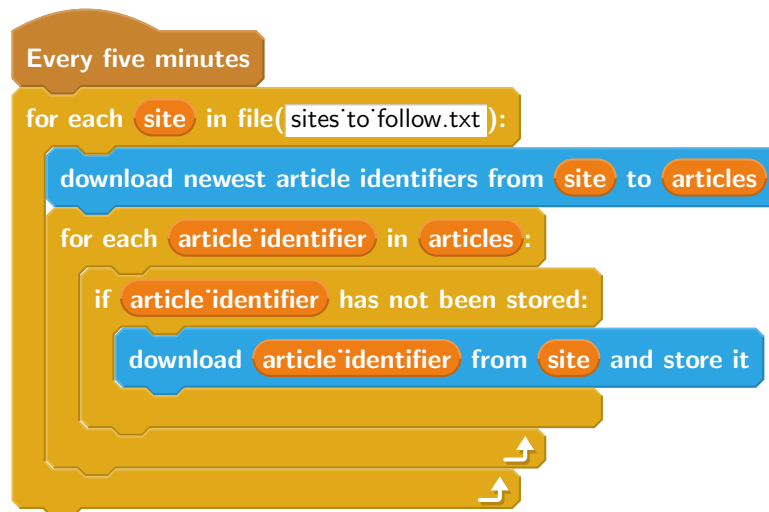 Every five minutes
for each site in file(sites˙to˙follow.txt):
download newest article identifiers from site to articles
for each article˙identifier in articles:
if article˙identifier has not been stored:
download article˙identifier from site and store it